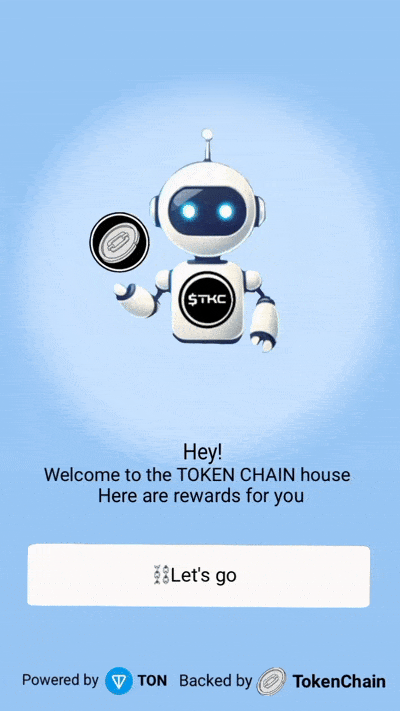 $TKC
Hey!
Welcome to the TOKEN CHAIN house
Here are rewards for you
⛓Let's go
Powered by TON Backed by TokenChain